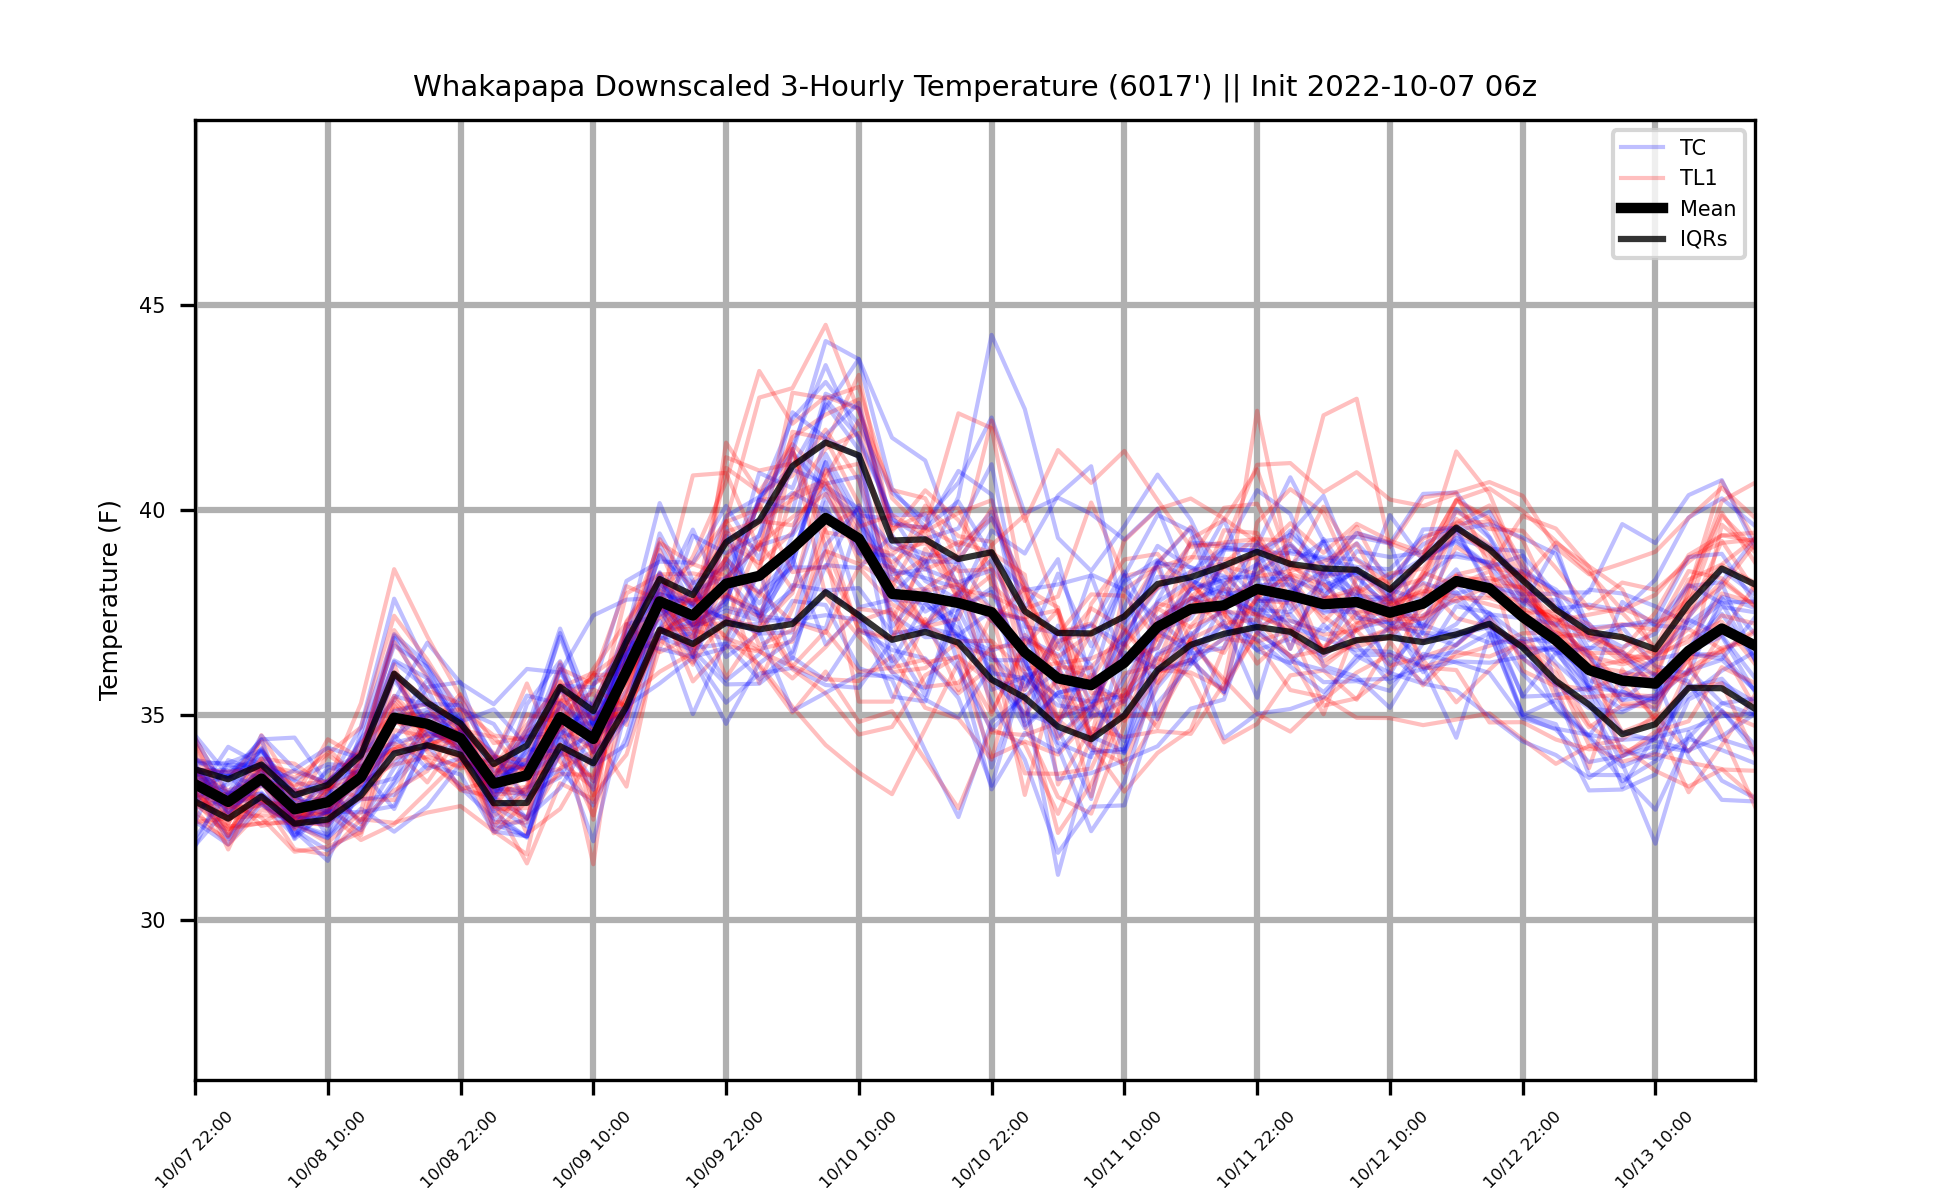 Whakapapa Downscaled 3-Hourly Temperature (6017') || Init 2022-10-07 06z
TC
TL1
Mean
IQRs
Temperature (F)
45
40
35
30
10/07 22:00
10/08 10:00
10/08 22:00
10/09 10:00
10/09 22:00
10/10 10:00
10/10 22:00
10/11 10:00
10/11 22:00
10/12 10:00
10/12 22:00
10/13 10:00